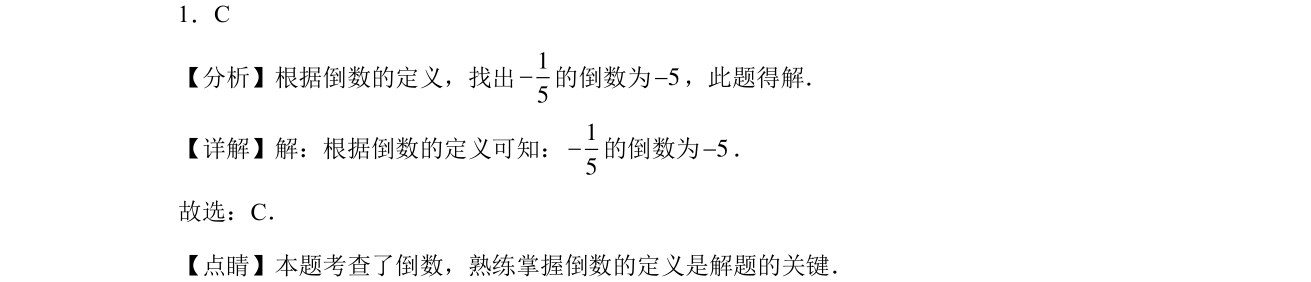 1．C
【分析】根据倒数的定义，找出$-\frac{1}{5}$的倒数为$-5$，此题得解．
【详解】解：根据倒数的定义可知：$-\frac{1}{5}$的倒数为$-5$．
故选：C．
【点睛】本题考查了倒数，熟练掌握倒数的定义是解题的关键．